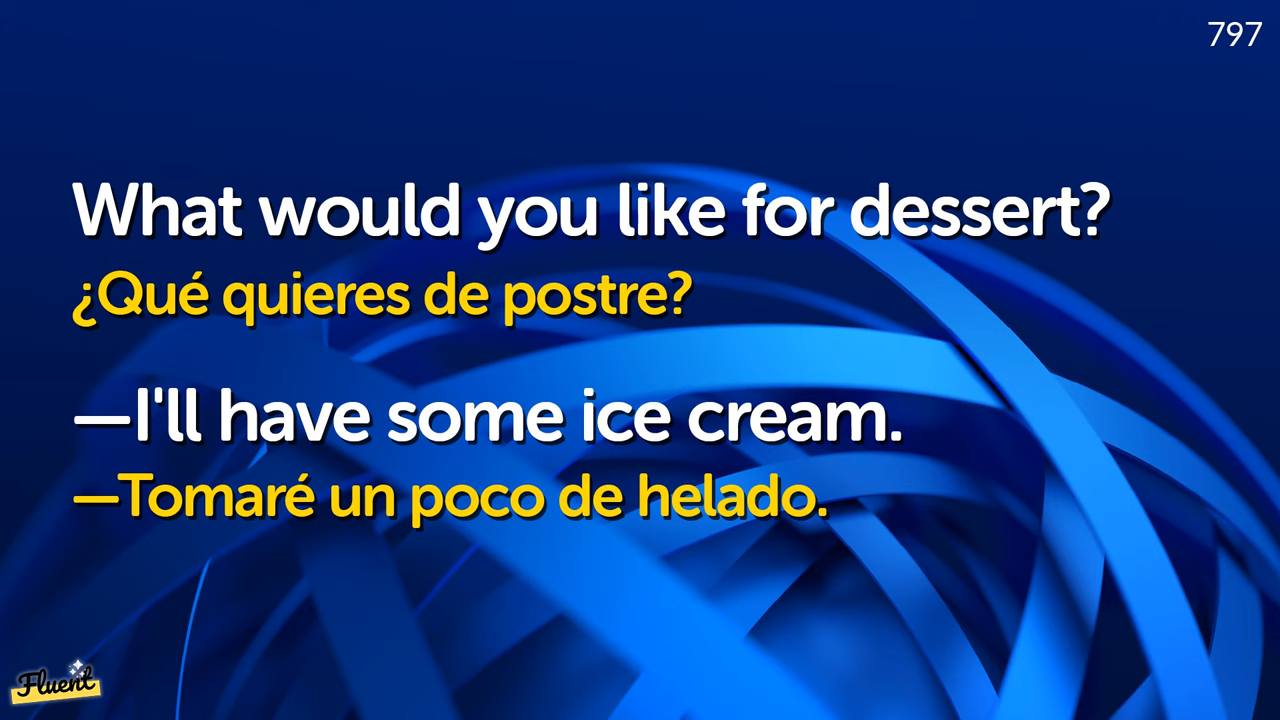 797
What would you like for dessert?
¿Qué quieres de postre?
—I'll have some ice cream.
—Tomaré un poco de helado.
Fluent